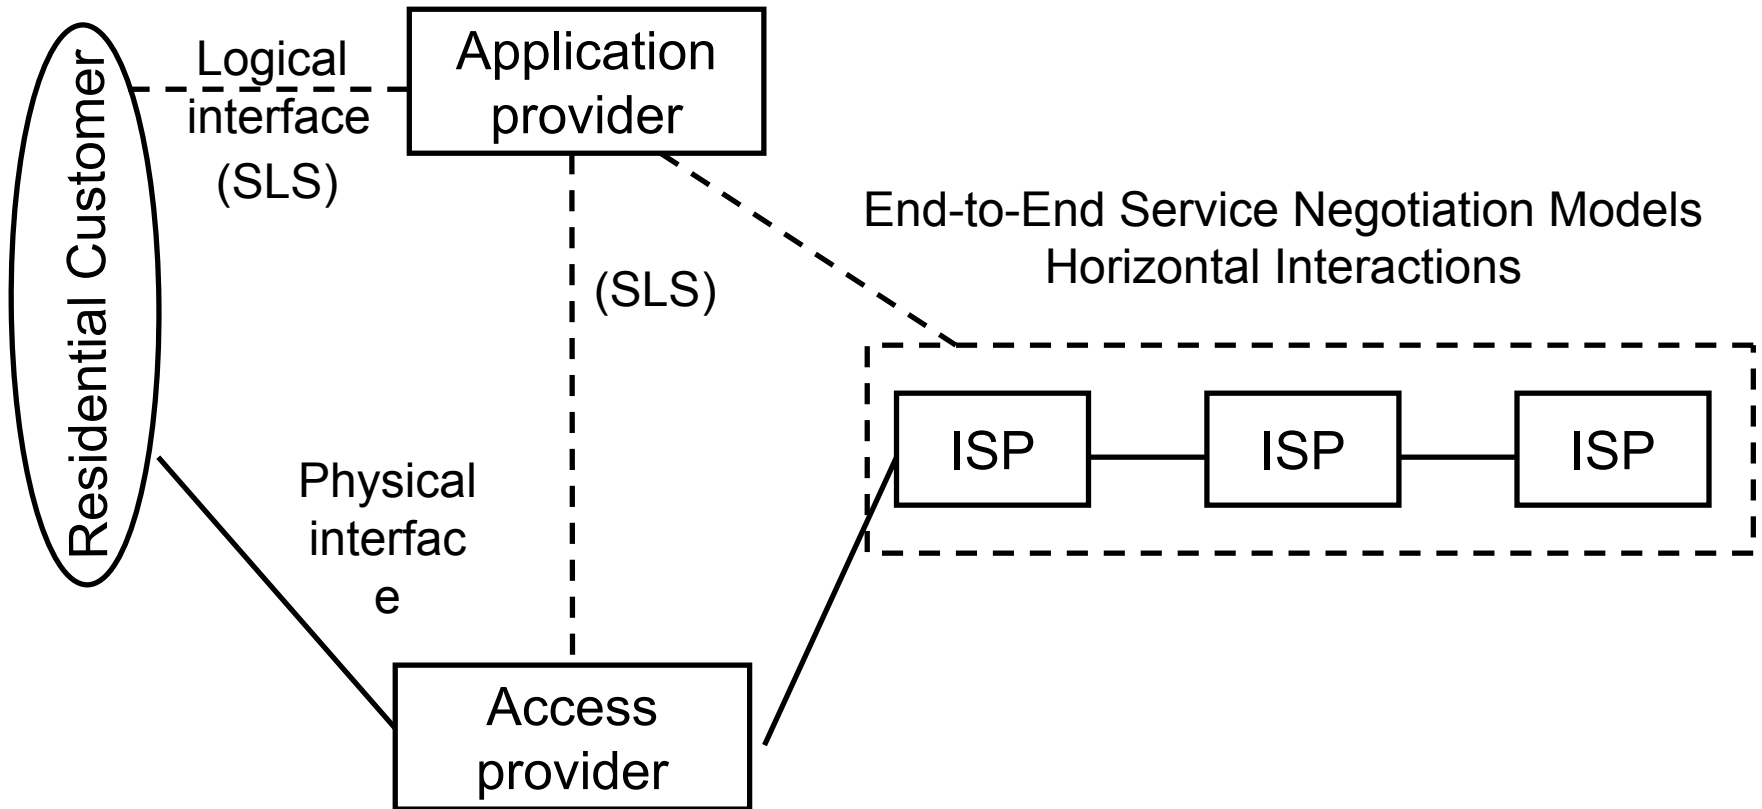 Residential Customer
Logical
interface
(SLS)
Application
provider
(SLS)
End-to-End Service Negotiation Models
Horizontal Interactions
ISP
ISP
ISP
Physical
interfac
e
Access
provider